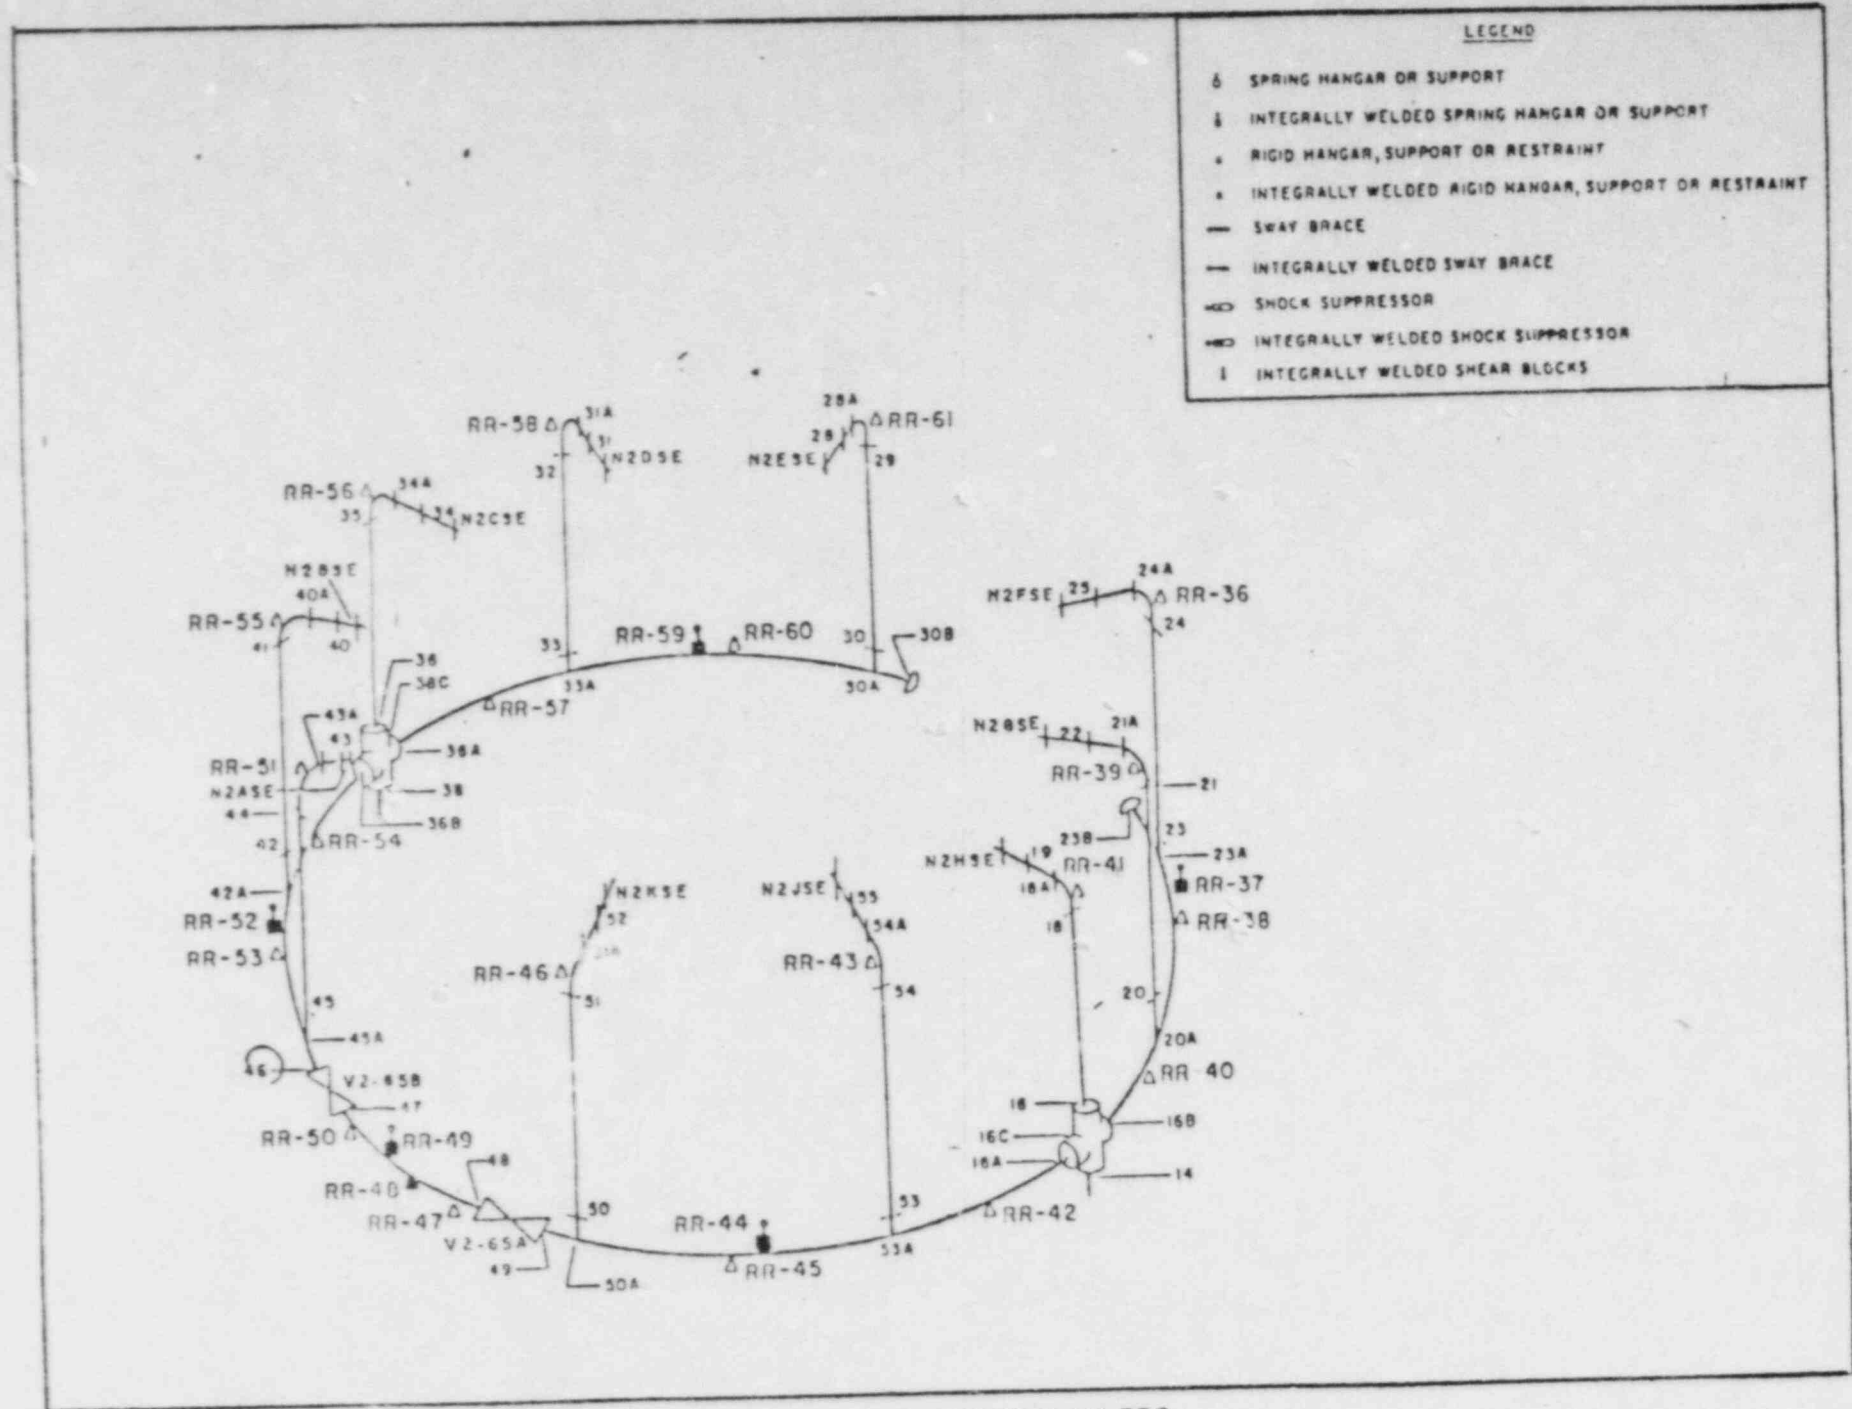 LEGEND
SPRING HANGAR OR SUPPORT
INTEGRALLY WELDED SPRING HANGAR OR SUPPORT
RIGID HANGAR, SUPPORT OR RESTRAINT
INTEGRALLY WELDED RIGID HANGAR, SUPPORT OR RESTRAINT
SWAY BRACE
INTEGRALLY WELDED SWAY BRACE
SHOCK SUPPRESSOR
INTEGRALLY WELDED SHOCK SUPPRESSOR
INTEGRALLY WELDED SHEAR BLOCKS
RR-58 31A
31
N2DSE
32
28A RR-61
28
N2ESE 29
RR-56 34A
34 N2CSE
35
N2BSE
40A
RR-55
41 40
N2FSE 25 24A RR-36
24
RR-59 RR-60
33 30 30B
33A 30A
36
36C
RR-57
43A
43 36A
RR-51
N2ASE 38
44 36B
42 RR-54
42A
RR-52
RR-53
N2BSE 22 21A
RR-39
21
23B 23
23A
N2HSE 19 RR-41
18A
18
RR-37
RR-38
N2KSE
52
N2JSE 55
54A
RR-46 RR-43
51 54
45 20
45A 20A
46 V2-65B
47
RR-40
RR-50 RR-49
16 16B
16C
16A 14
48
RR-48
RR-47
V2-65A
49
50 53
RR-44 RR-42
53A
RR-45
50A